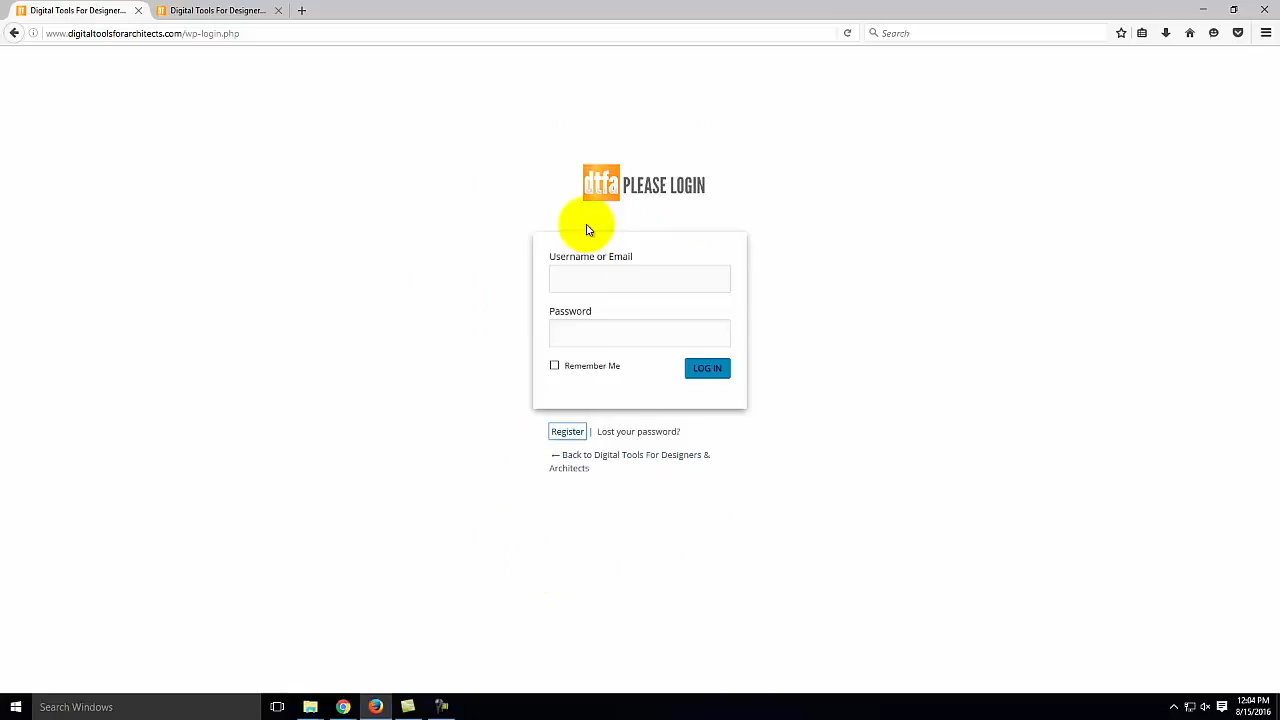 Digital Tools For Designer...
Digital Tools For Designer...
www.digitaltoolsforarchitects.com/wp-login.php
Search
dtfa PLEASE LOGIN
Username or Email
Password
Remember Me
LOG IN
Register | Lost your password?
← Back to Digital Tools For Designers &
Architects
Search Windows
12:04 PM
8/15/2016